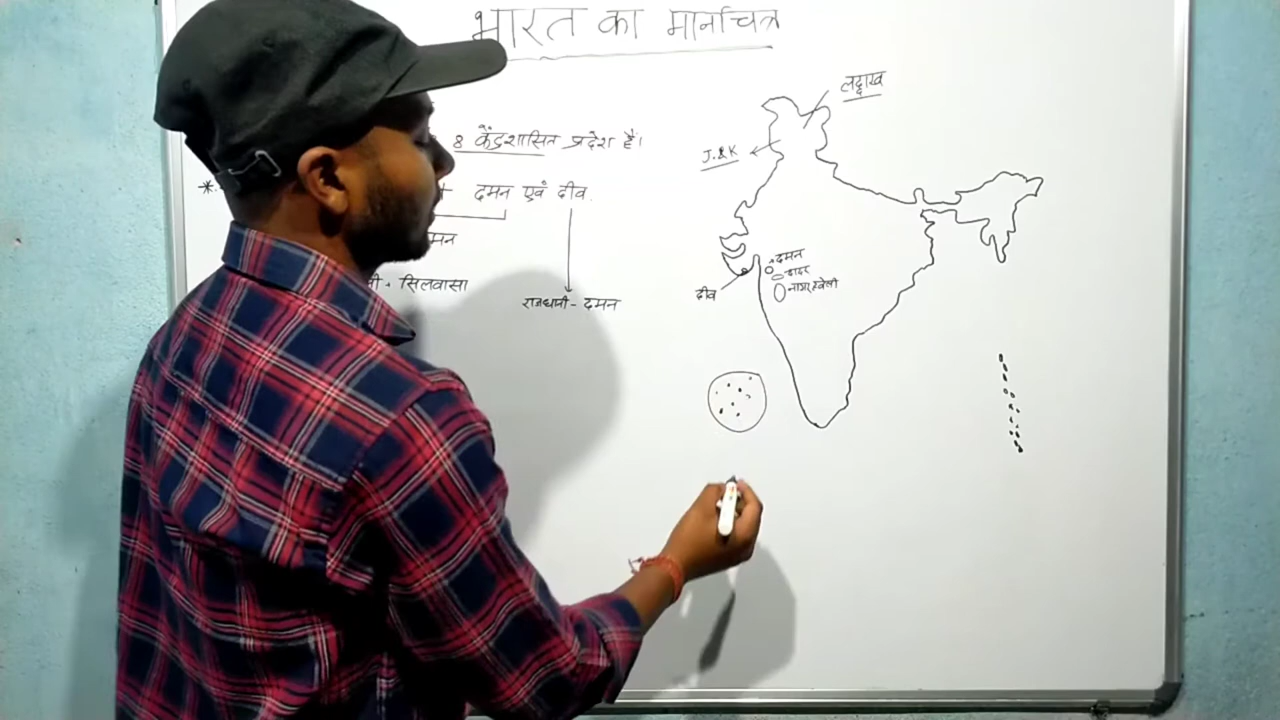 भारत का मानचित्र
8 केंद्रशासित प्रदेश हैं।
*
दमन एवं दीव.
सिलवासा
राजधानी - दमन
लद्दाख
J.&K
दमन
दादर
नागर हवेली
दीव